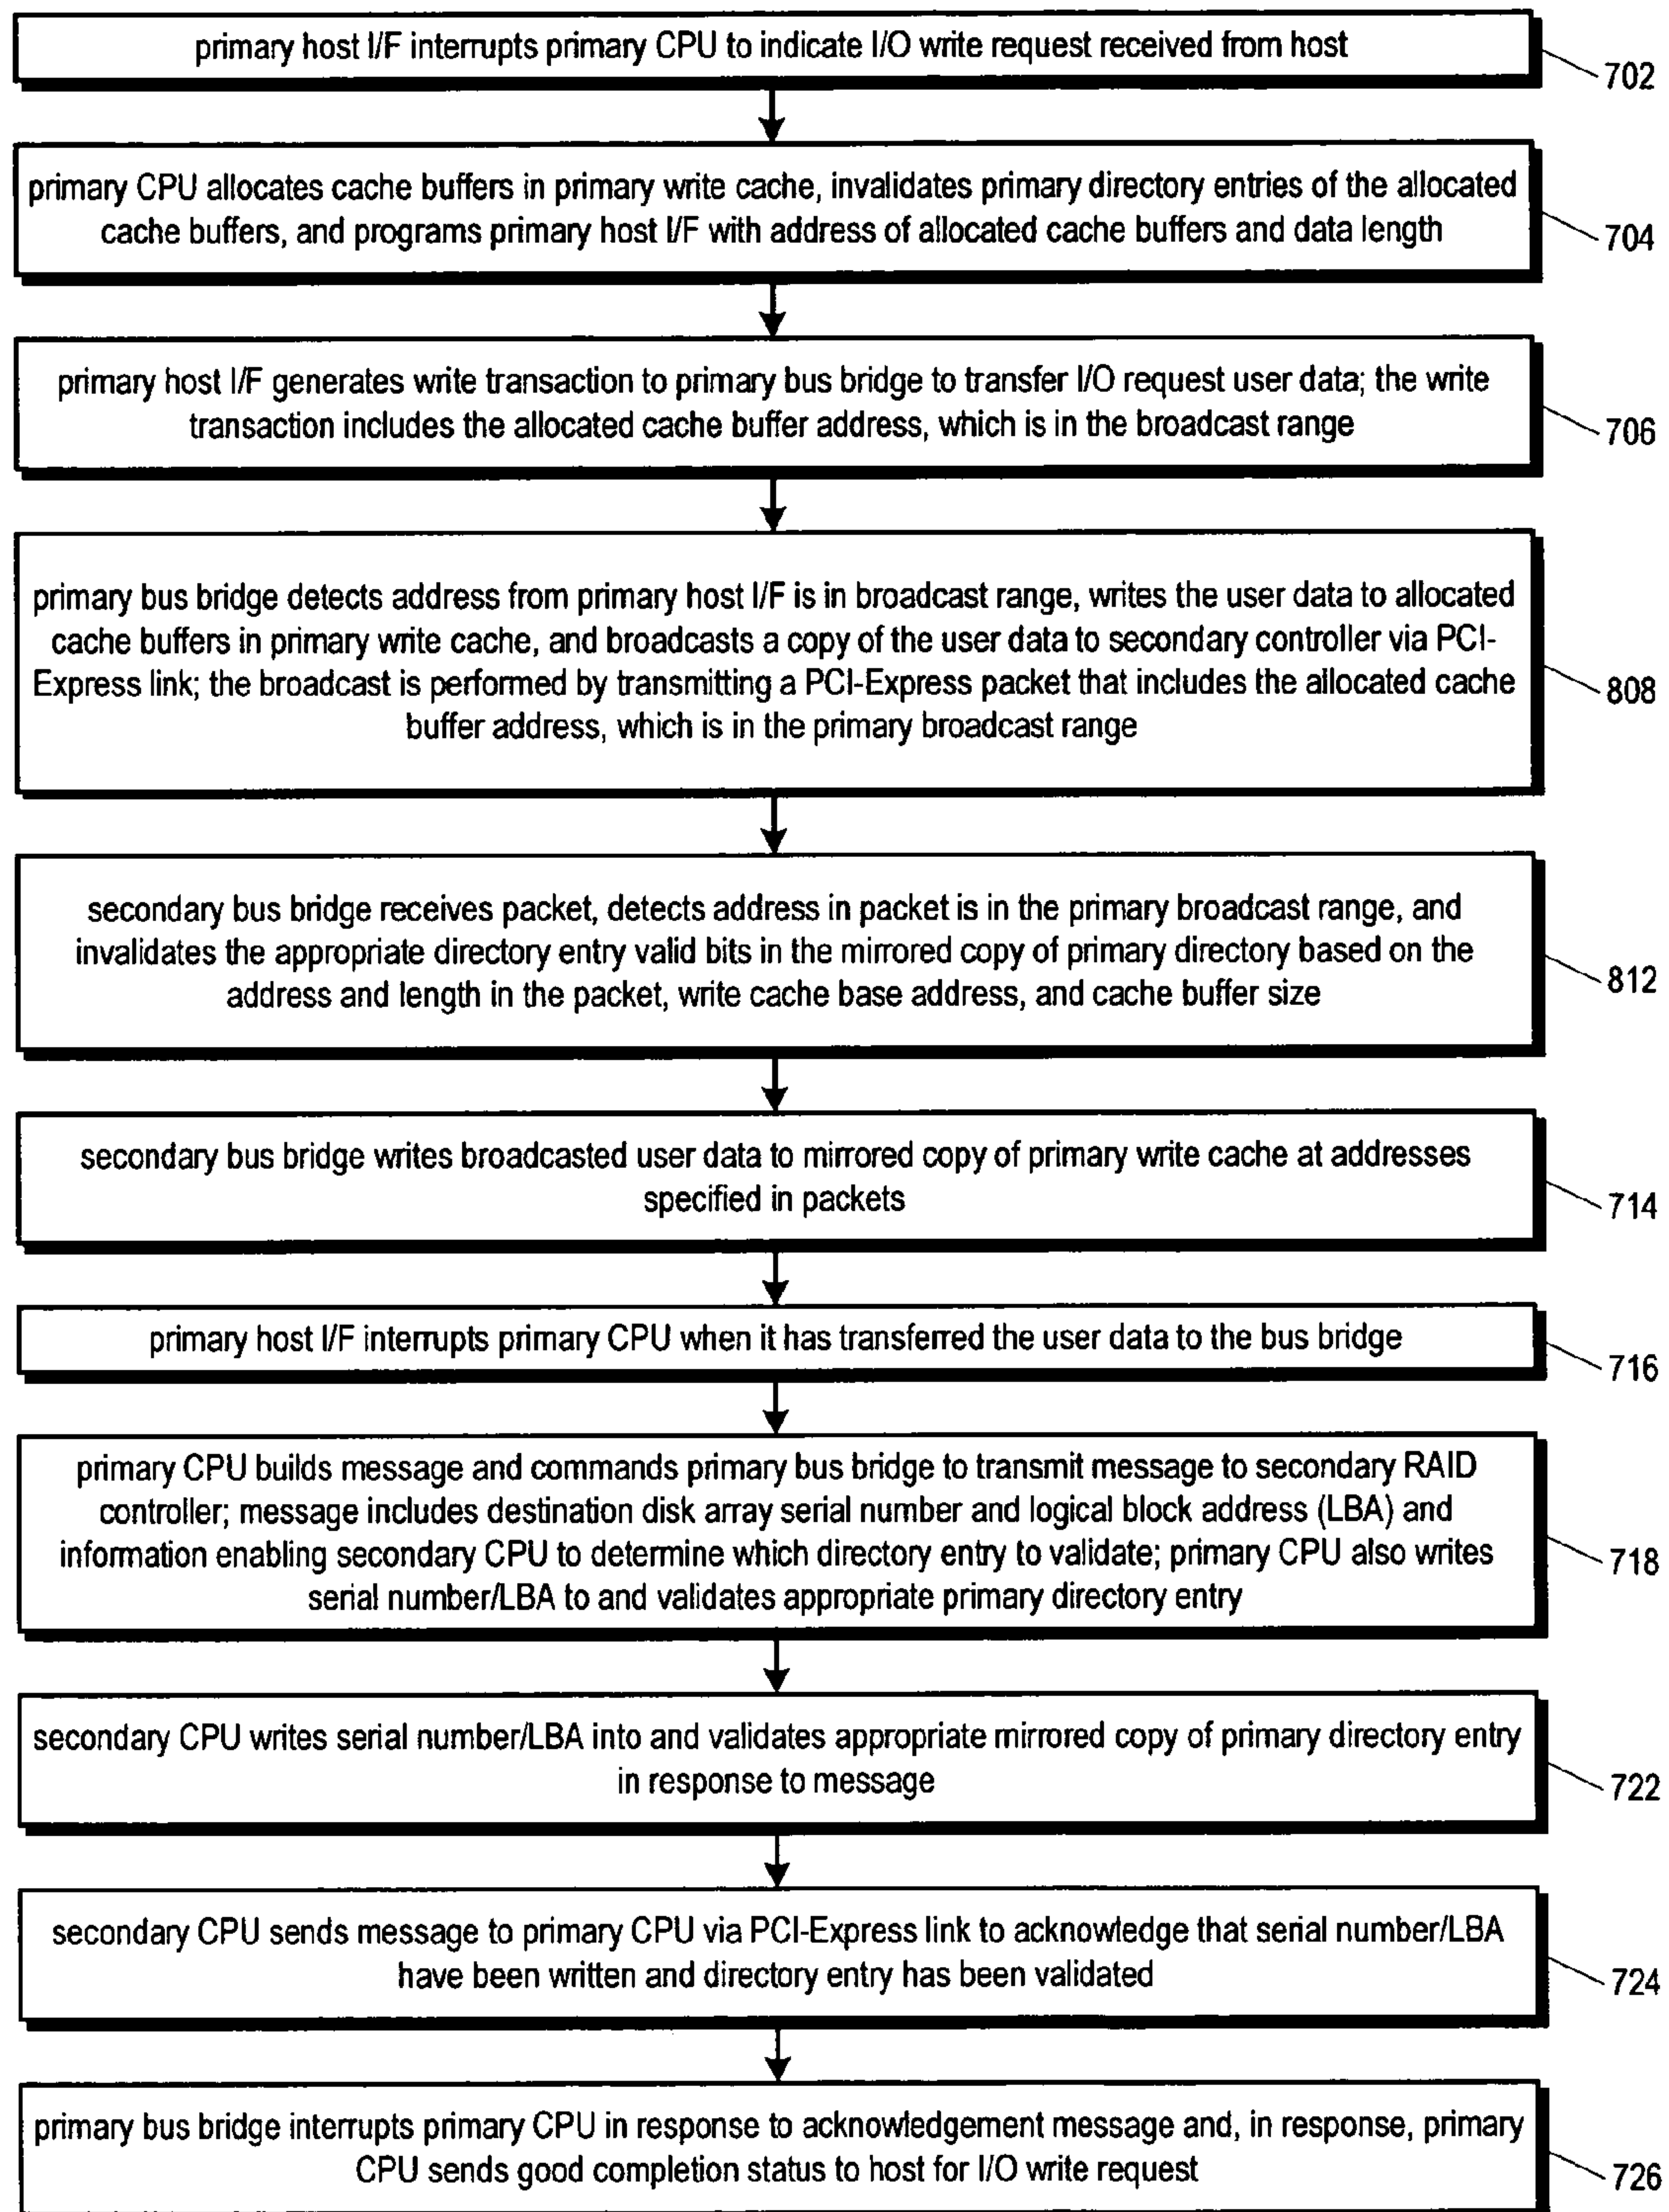 primary host I/F interrupts primary CPU to indicate I/O write request received from host
702
primary CPU allocates cache buffers in primary write cache, invalidates primary directory entries of the allocated
cache buffers, and programs primary host I/F with address of allocated cache buffers and data length
704
primary host I/F generates write transaction to primary bus bridge to transfer I/O request user data; the write
transaction includes the allocated cache buffer address, which is in the broadcast range
706
primary bus bridge detects address from primary host I/F is in broadcast range, writes the user data to allocated
cache buffers in primary write cache, and broadcasts a copy of the user data to secondary controller via PCI-
Express link; the broadcast is performed by transmitting a PCI-Express packet that includes the allocated cache
buffer address, which is in the primary broadcast range
808
secondary bus bridge receives packet, detects address in packet is in the primary broadcast range, and
invalidates the appropriate directory entry valid bits in the mirrored copy of primary directory based on the
address and length in the packet, write cache base address, and cache buffer size
812
secondary bus bridge writes broadcasted user data to mirrored copy of primary write cache at addresses
specified in packets
714
primary host I/F interrupts primary CPU when it has transferred the user data to the bus bridge
716
primary CPU builds message and commands primary bus bridge to transmit message to secondary RAID
controller; message includes destination disk array serial number and logical block address (LBA) and
information enabling secondary CPU to determine which directory entry to validate; primary CPU also writes
serial number/LBA to and validates appropriate primary directory entry
718
secondary CPU writes serial number/LBA into and validates appropriate mirrored copy of primary directory entry
in response to message
722
secondary CPU sends message to primary CPU via PCI-Express link to acknowledge that serial number/LBA
have been written and directory entry has been validated
724
primary bus bridge interrupts primary CPU in response to acknowledgement message and, in response, primary
CPU sends good completion status to host for I/O write request
726